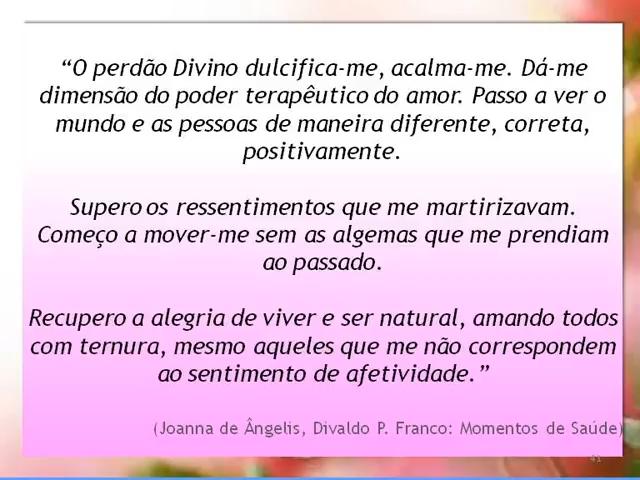 “O perdão Divino dulcifica-me, acalma-me. Dá-me
dimensão do poder terapêutico do amor. Passo a ver o
mundo e as pessoas de maneira diferente, correta,
positivamente.
Supero os ressentimentos que me martirizavam.
Começo a mover-me sem as algemas que me prendiam
ao passado.
Recupero a alegria de viver e ser natural, amando todos
com ternura, mesmo aqueles que me não correspondem
ao sentimento de afetividade.”
(Joanna de Ângelis, Divaldo P. Franco: Momentos de Saúde)
41